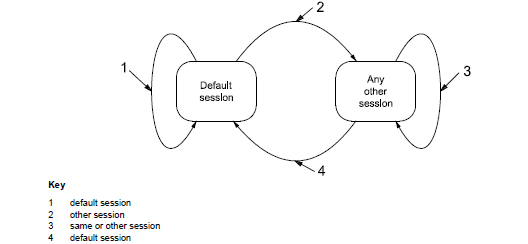 2
1
Default
session
Any
other
session
3
4
Key
1 default session
2 other session
3 same or other session
4 default session